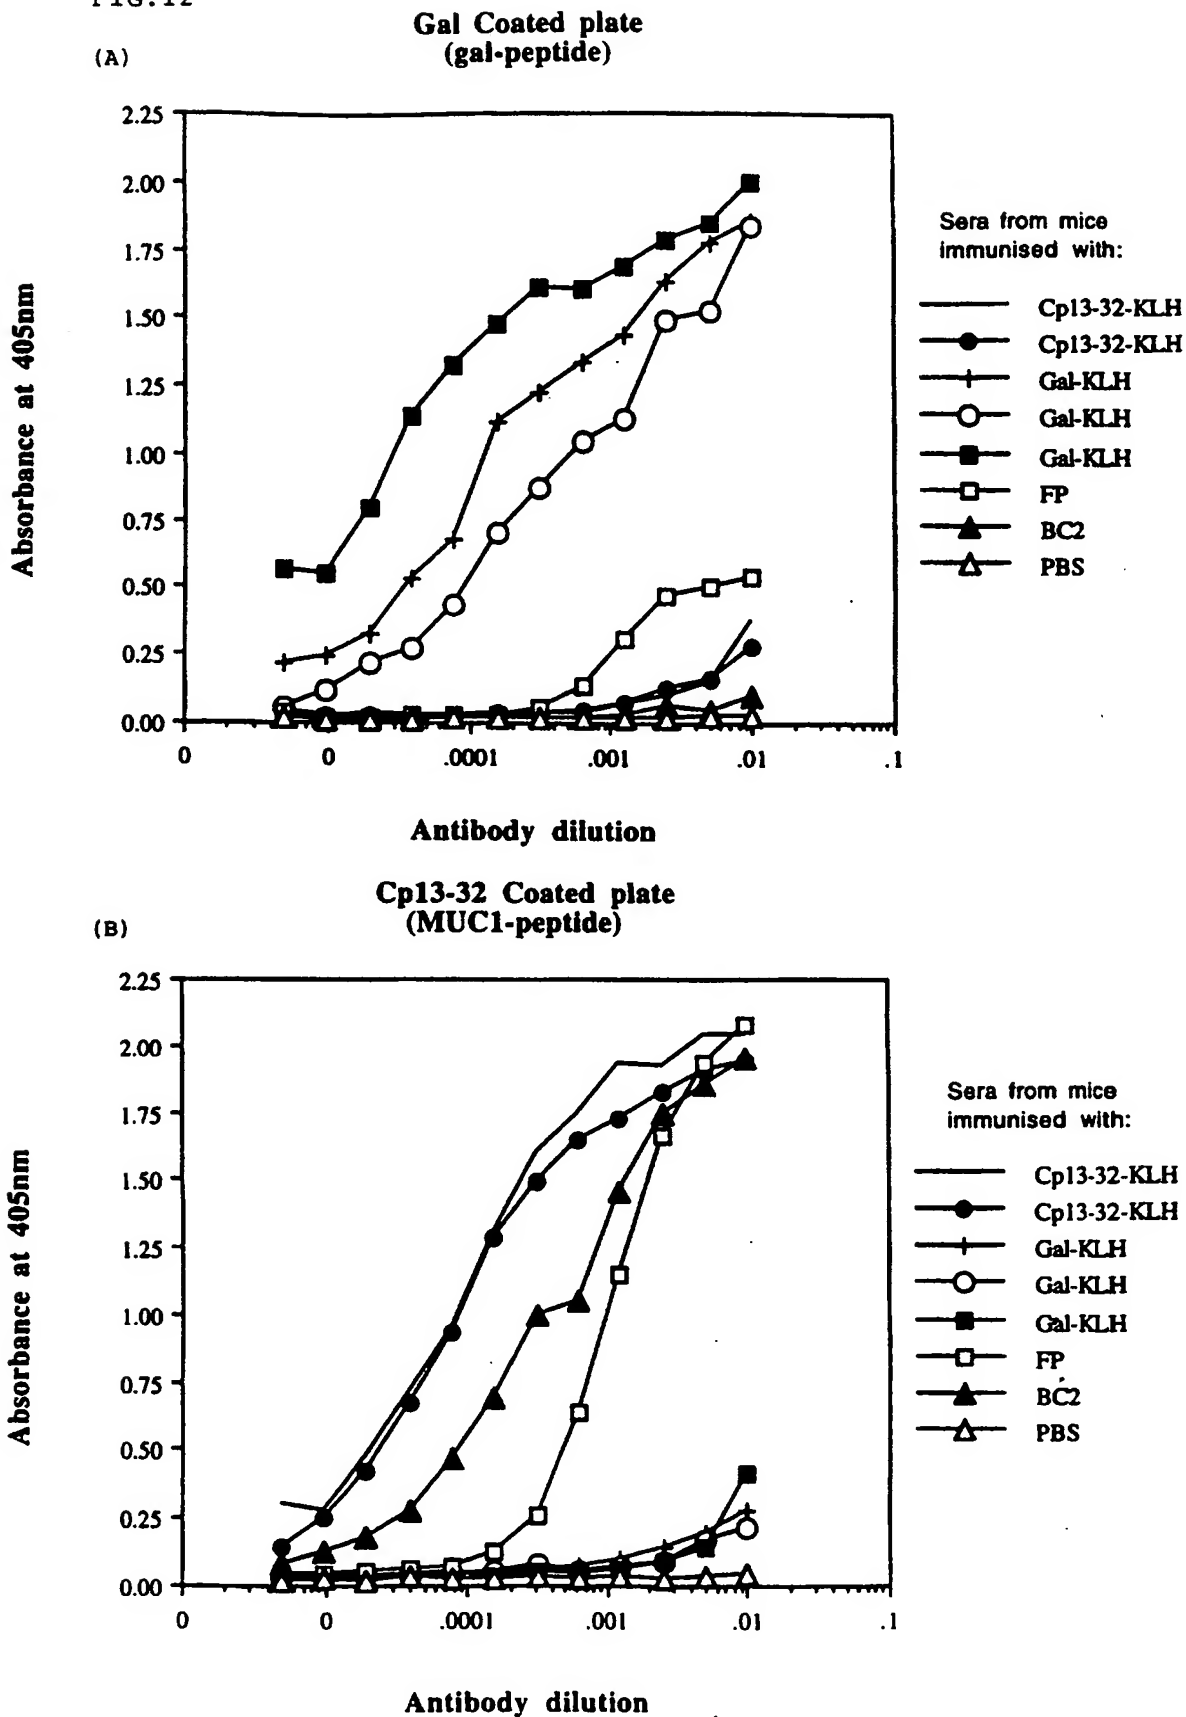 FIG.12
Gal Coated plate
(gal-peptide)
(A)
2.25
2.00
1.75
1.50
1.25
1.00
0.75
0.50
0.25
0.00
0
0
.0001
.001
.01
.1
Absorbance at 405nm
Antibody dilution
Sera from mice
immunised with:
Cp13-32-KLH
Cp13-32-KLH
Gal-KLH
Gal-KLH
Gal-KLH
FP
BC2
PBS
Cp13-32 Coated plate
(MUC1-peptide)
(B)
2.25
2.00
1.75
1.50
1.25
1.00
0.75
0.50
0.25
0.00
0
0
.0001
.001
.01
.1
Absorbance at 405nm
Antibody dilution
Sera from mice
immunised with:
Cp13-32-KLH
Cp13-32-KLH
Gal-KLH
Gal-KLH
Gal-KLH
FP
BC2
PBS